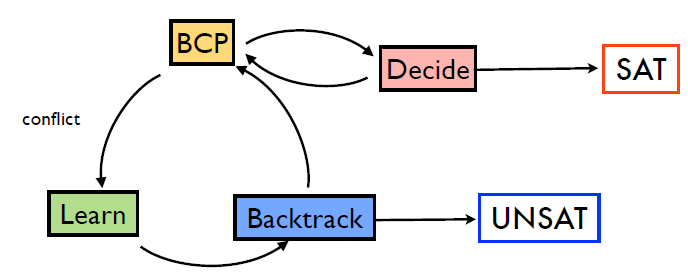 BCP
Decide
SAT
conflict
Learn
Backtrack
UNSAT